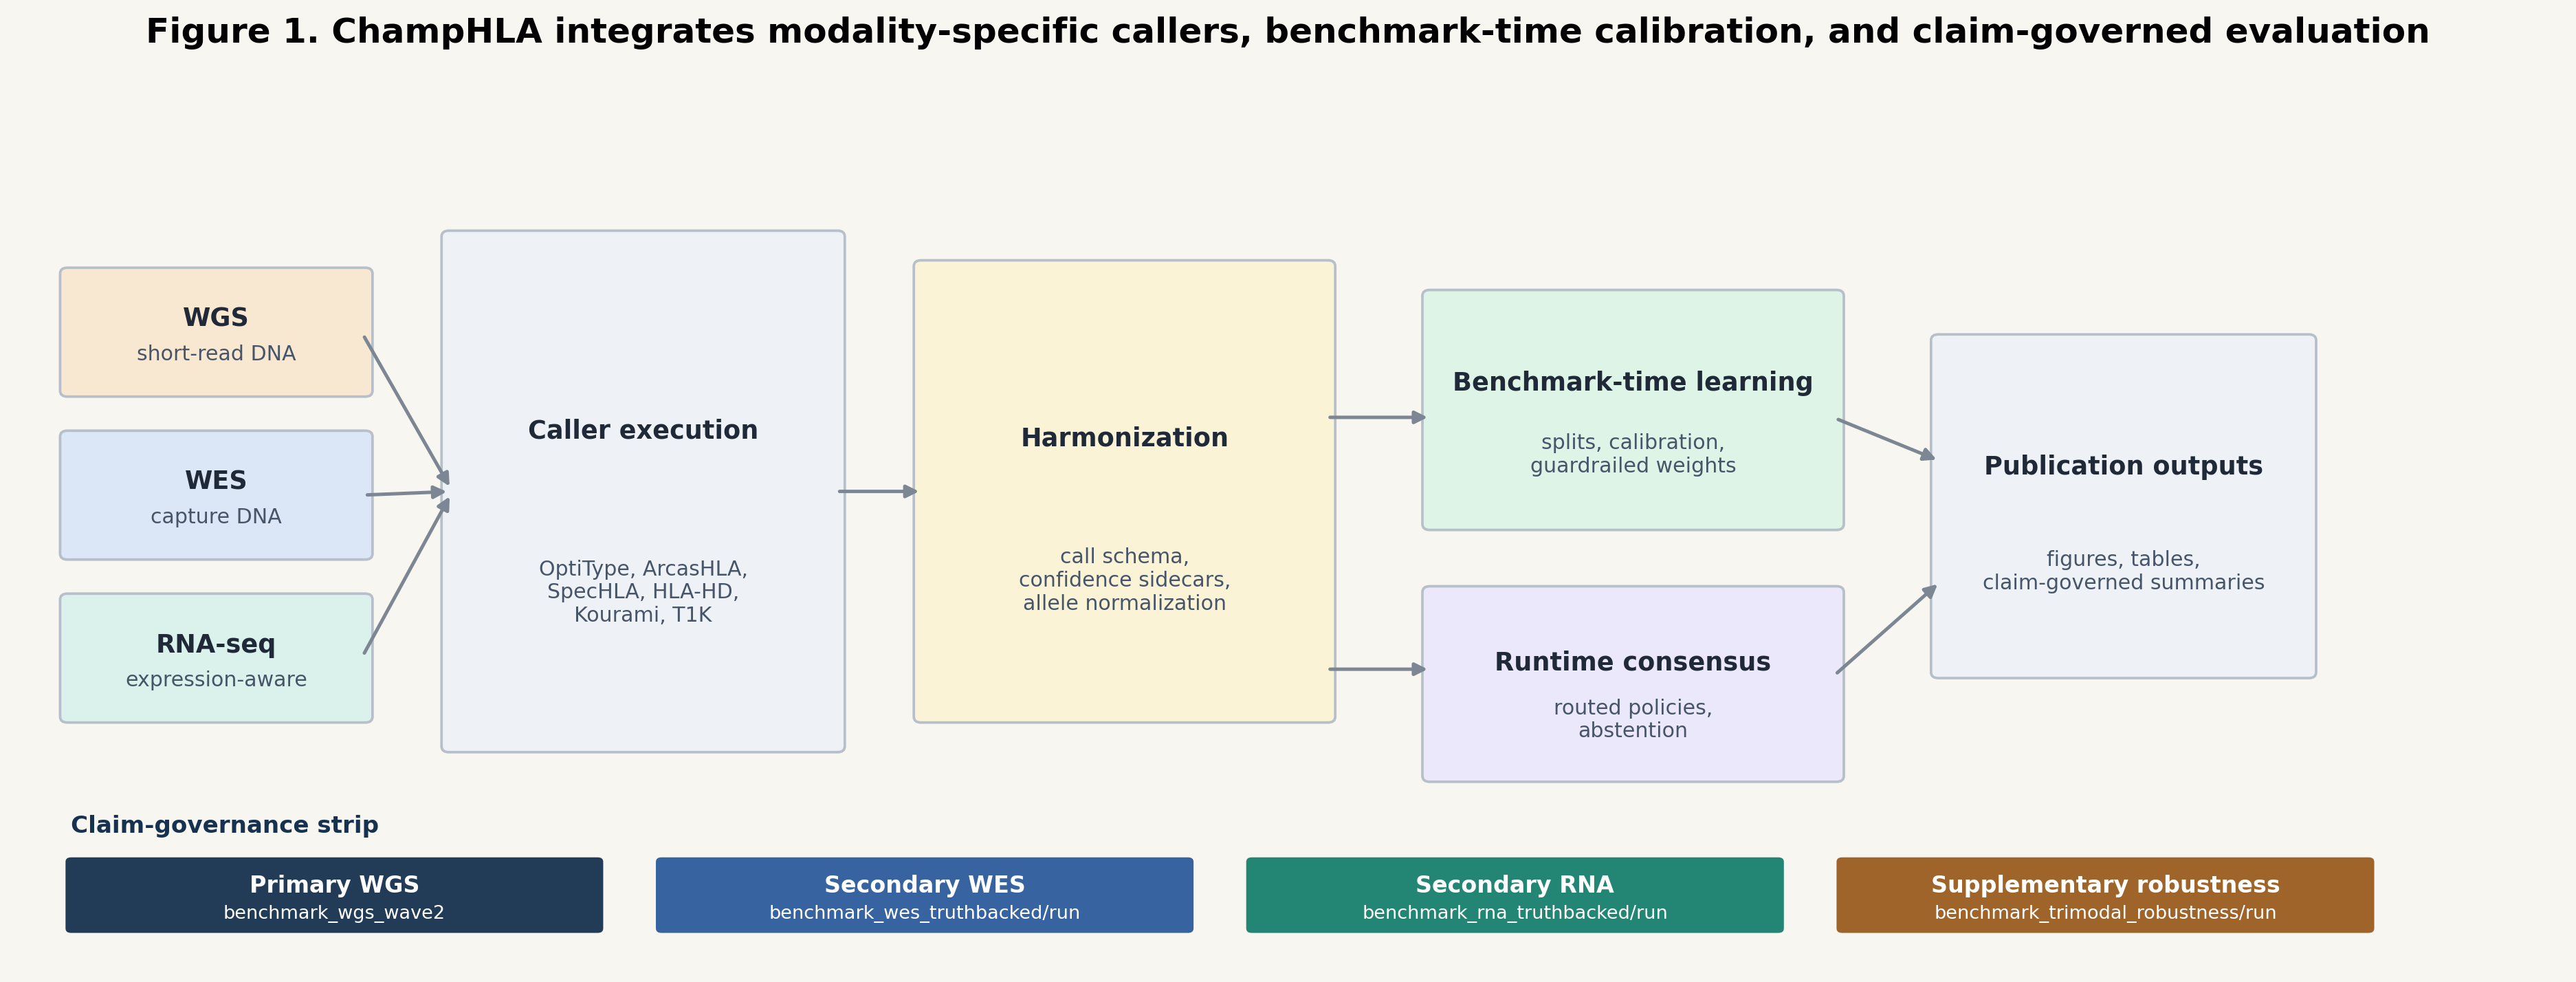 Figure 1. ChampHLA integrates modality-specific callers, benchmark-time calibration, and claim-governed evaluation
WGS
short-read DNA
WES
capture DNA
RNA-seq
expression-aware
Caller execution
OptiType, ArcasHLA,
SpecHLA, HLA-HD,
Kourami, T1K
Harmonization
call schema,
confidence sidecars,
allele normalization
Benchmark-time learning
splits, calibration,
guardrailed weights
Runtime consensus
routed policies,
abstention
Publication outputs
figures, tables,
claim-governed summaries
Claim-governance strip
Primary WGS
benchmark_wgs_wave2
Secondary WES
benchmark_wes_truthbacked/run
Secondary RNA
benchmark_rna_truthbacked/run
Supplementary robustness
benchmark_trimodal_robustness/run